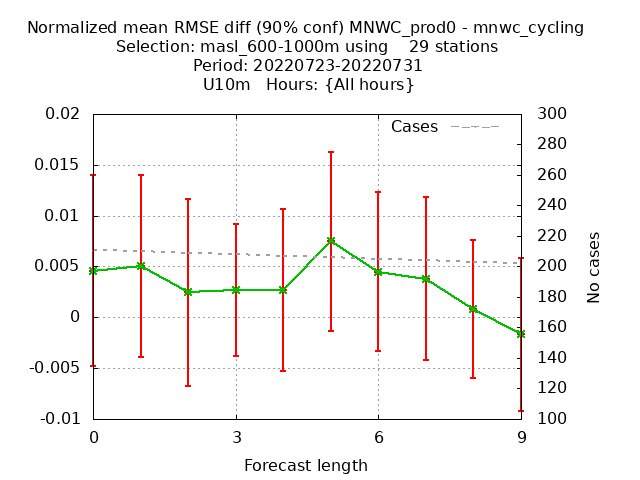 Normalized mean RMSE diff (90% conf) MNWC_prod0 - mnwc_cycling
Selection: masl_600-1000m using    29 stations
Period: 20220723-20220731
U10m   Hours: {All hours}
Cases
0.02
0.015
0.01
0.005
0
-0.005
-0.01
300
280
260
240
220
200
180
160
140
120
100
No cases
0 3 6 9
Forecast length